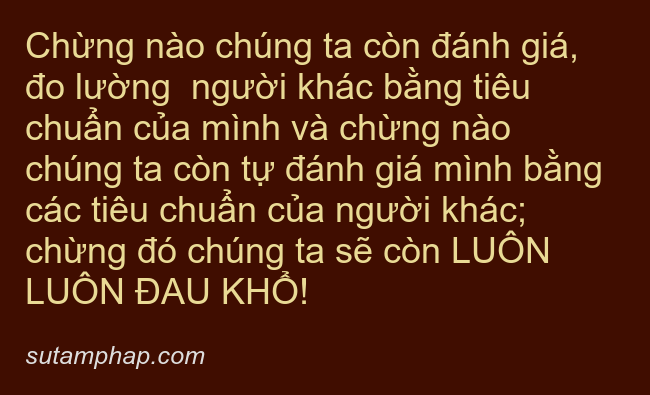 Chừng nào chúng ta còn đánh giá,
đo lường  người khác bằng tiêu
chuẩn của mình và chừng nào
chúng ta còn tự đánh giá mình bằng
các tiêu chuẩn của người khác;
chừng đó chúng ta sẽ còn LUÔN
LUÔN ĐAU KHỔ!
sutamphap.com